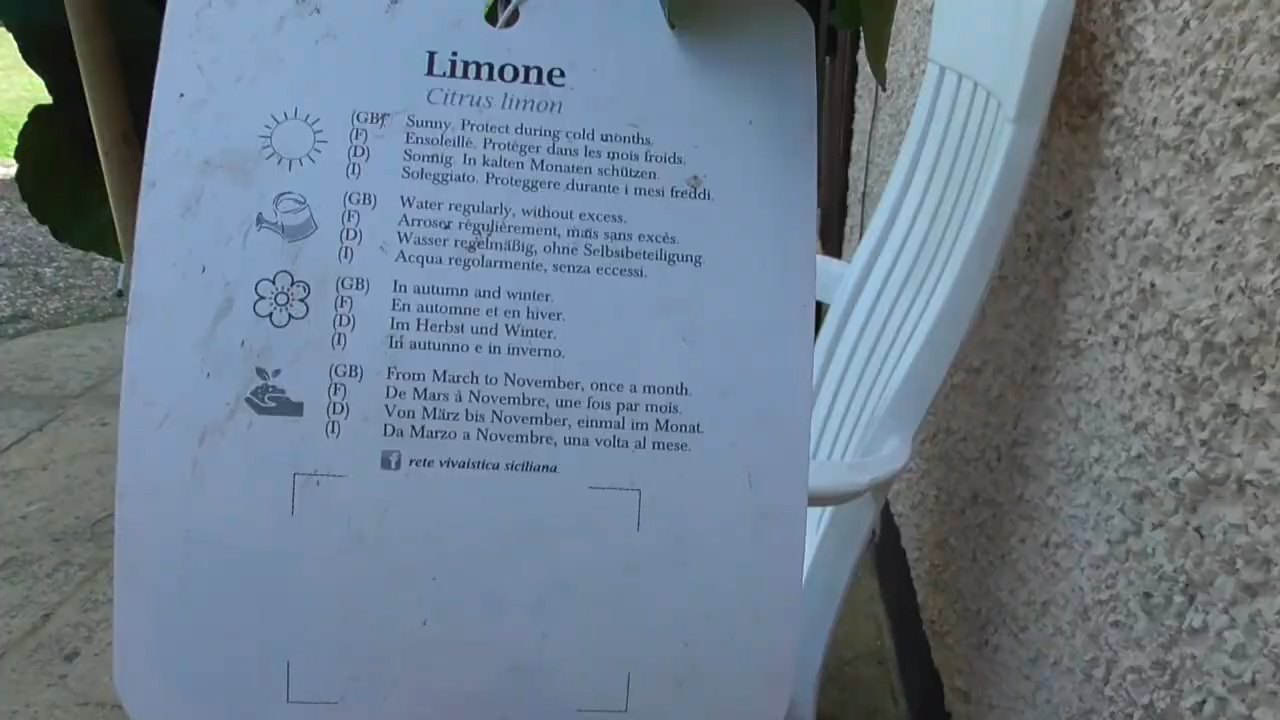 Limone
Citrus limon
(GB) Sunny. Protect during cold months.
(F) Ensoleillé. Protéger dans les mois froids.
(D) Sonnig. In kalten Monaten schützen.
(I) Soleggiato. Proteggere durante i mesi freddi.
(GB) Water regularly, without excess.
(F) Arroser régulièrement, mais sans excès.
(D) Wasser regelmäßig, ohne Selbstbeteiligung
(I) Acqua regolarmente, senza eccessi.
(GB) In autumn and winter.
(F) En automne et en hiver.
(D) Im Herbst und Winter.
(I) In autunno e in inverno.
(GB) From March to November, once a month.
(F) De Mars à Novembre, une fois par mois.
(D) Von März bis November, einmal im Monat.
(I) Da Marzo a Novembre, una volta al mese.
f rete vivaistica siciliana